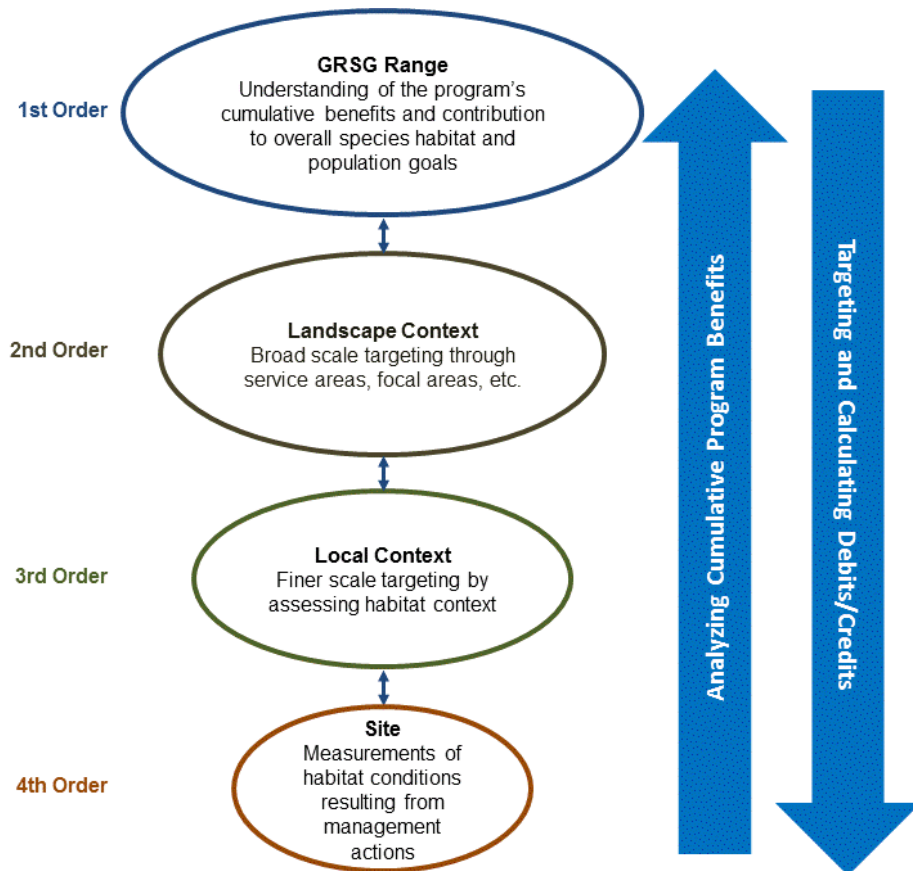 1st Order
GRSG Range
Understanding of the program's
cumulative benefits and contribution
to overall species habitat and
population goals
2nd Order
Landscape Context
Broad scale targeting through
service areas, focal areas, etc.
3rd Order
Local Context
Finer scale targeting by
assessing habitat context
4th Order
Site
Measurements of
habitat conditions
resulting from
management
actions
Analyzing Cumulative Program Benefits
Targeting and Calculating Debits/Credits